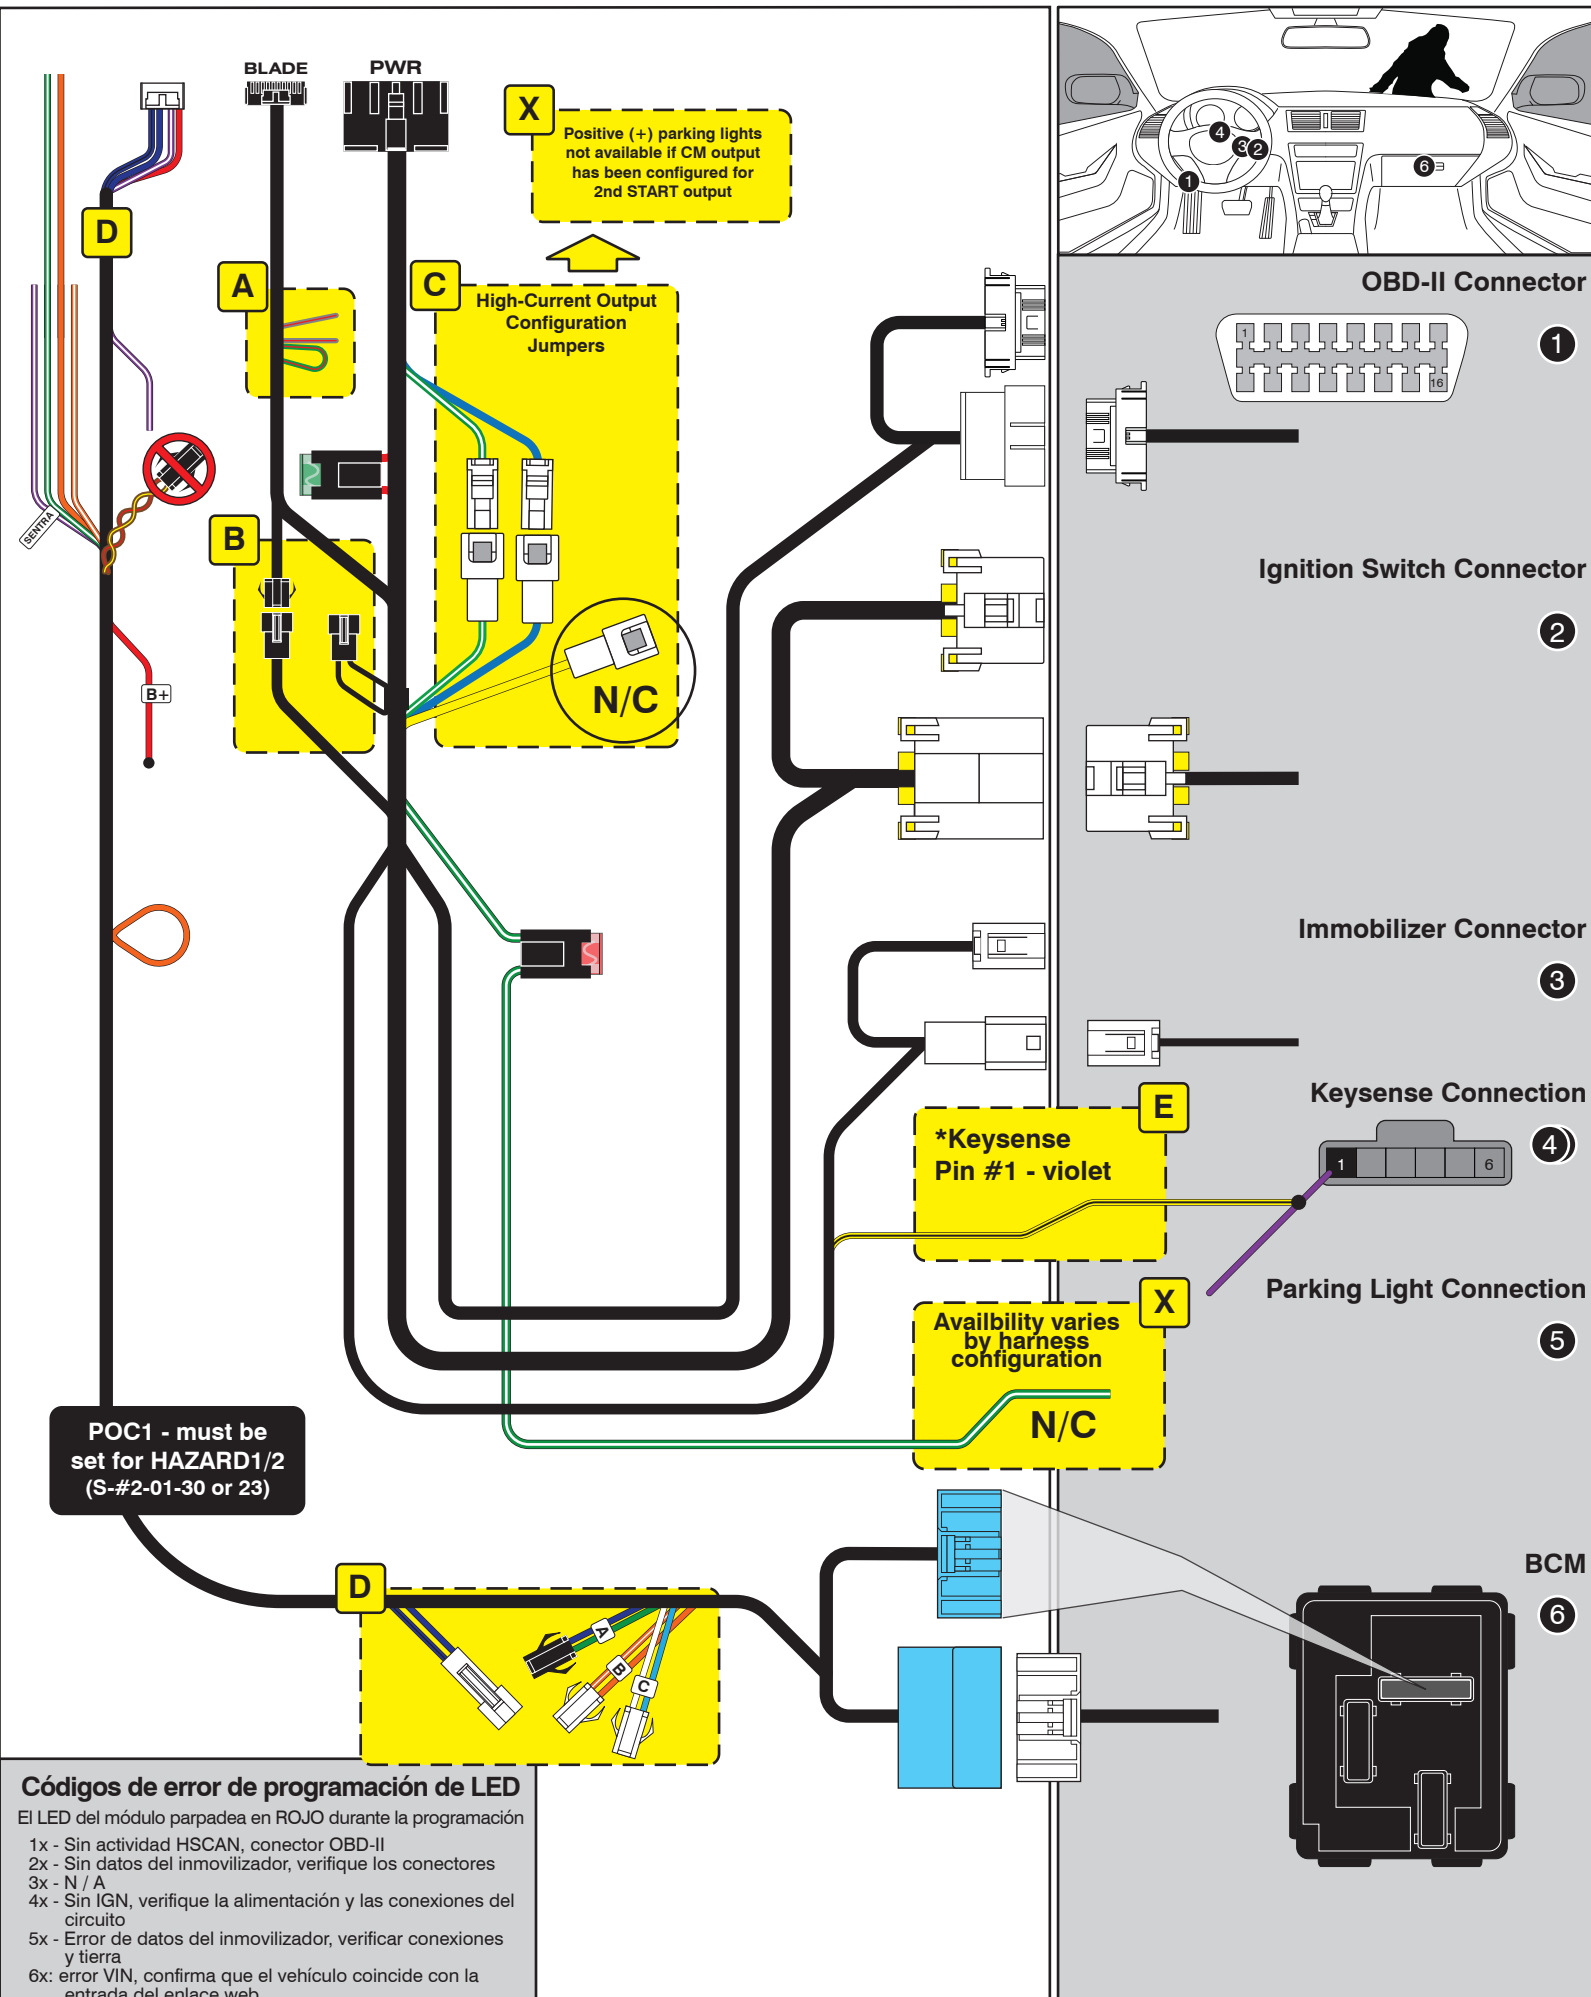 BLADE
PWR
X
Positive (+) parking lights
not available if CM output
has been configured for
2nd START output
4
3
2
1
6
D
A
C
High-Current Output
Configuration
Jumpers
OBD-II Connector
1
1
16
SENTRA
B
Ignition Switch Connector
2
B+
N/C
Immobilizer Connector
3
Keysense Connection
4
E
*Keysense
Pin #1 - violet
1
6
X
Parking Light Connection
5
Availbility varies
by harness
configuration
N/C
POC1 - must be
set for HAZARD1/2
(S-#2-01-30 or 23)
BCM
6
D
A
B
C
Códigos de error de programación de LED
El LED del módulo parpadea en ROJO durante la programación
1x - Sin actividad HSCAN, conector OBD-II
2x - Sin datos del inmovilizador, verifique los conectores
3x - N / A
4x - Sin IGN, verifique la alimentación y las conexiones del
circuito
5x - Error de datos del inmovilizador, verificar conexiones
y tierra
6x: error VIN, confirma que el vehículo coincide con la
entrada del enlace web